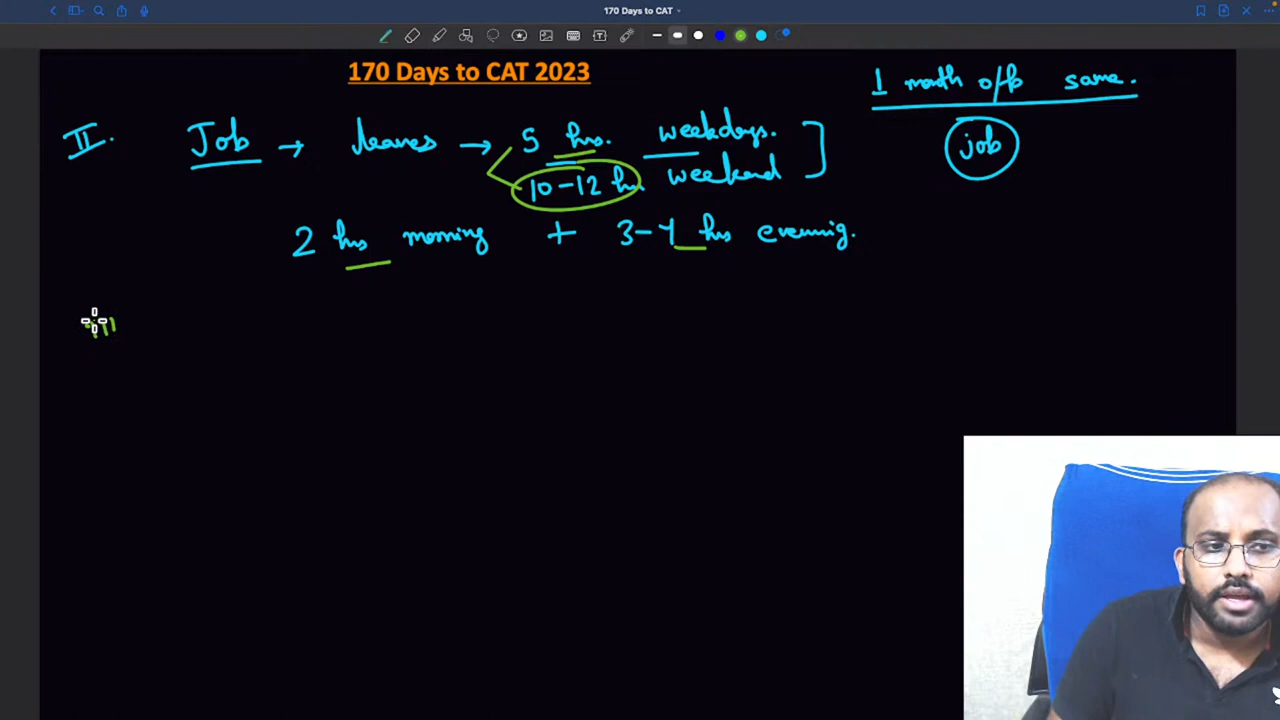 170 Days to CAT
170 Days to CAT 2023
1 month off same.
II. Job → leaves → 5 hrs. weekdays.
10-12 hr weekend
job
2 hrs morning + 3-4 hrs evening.